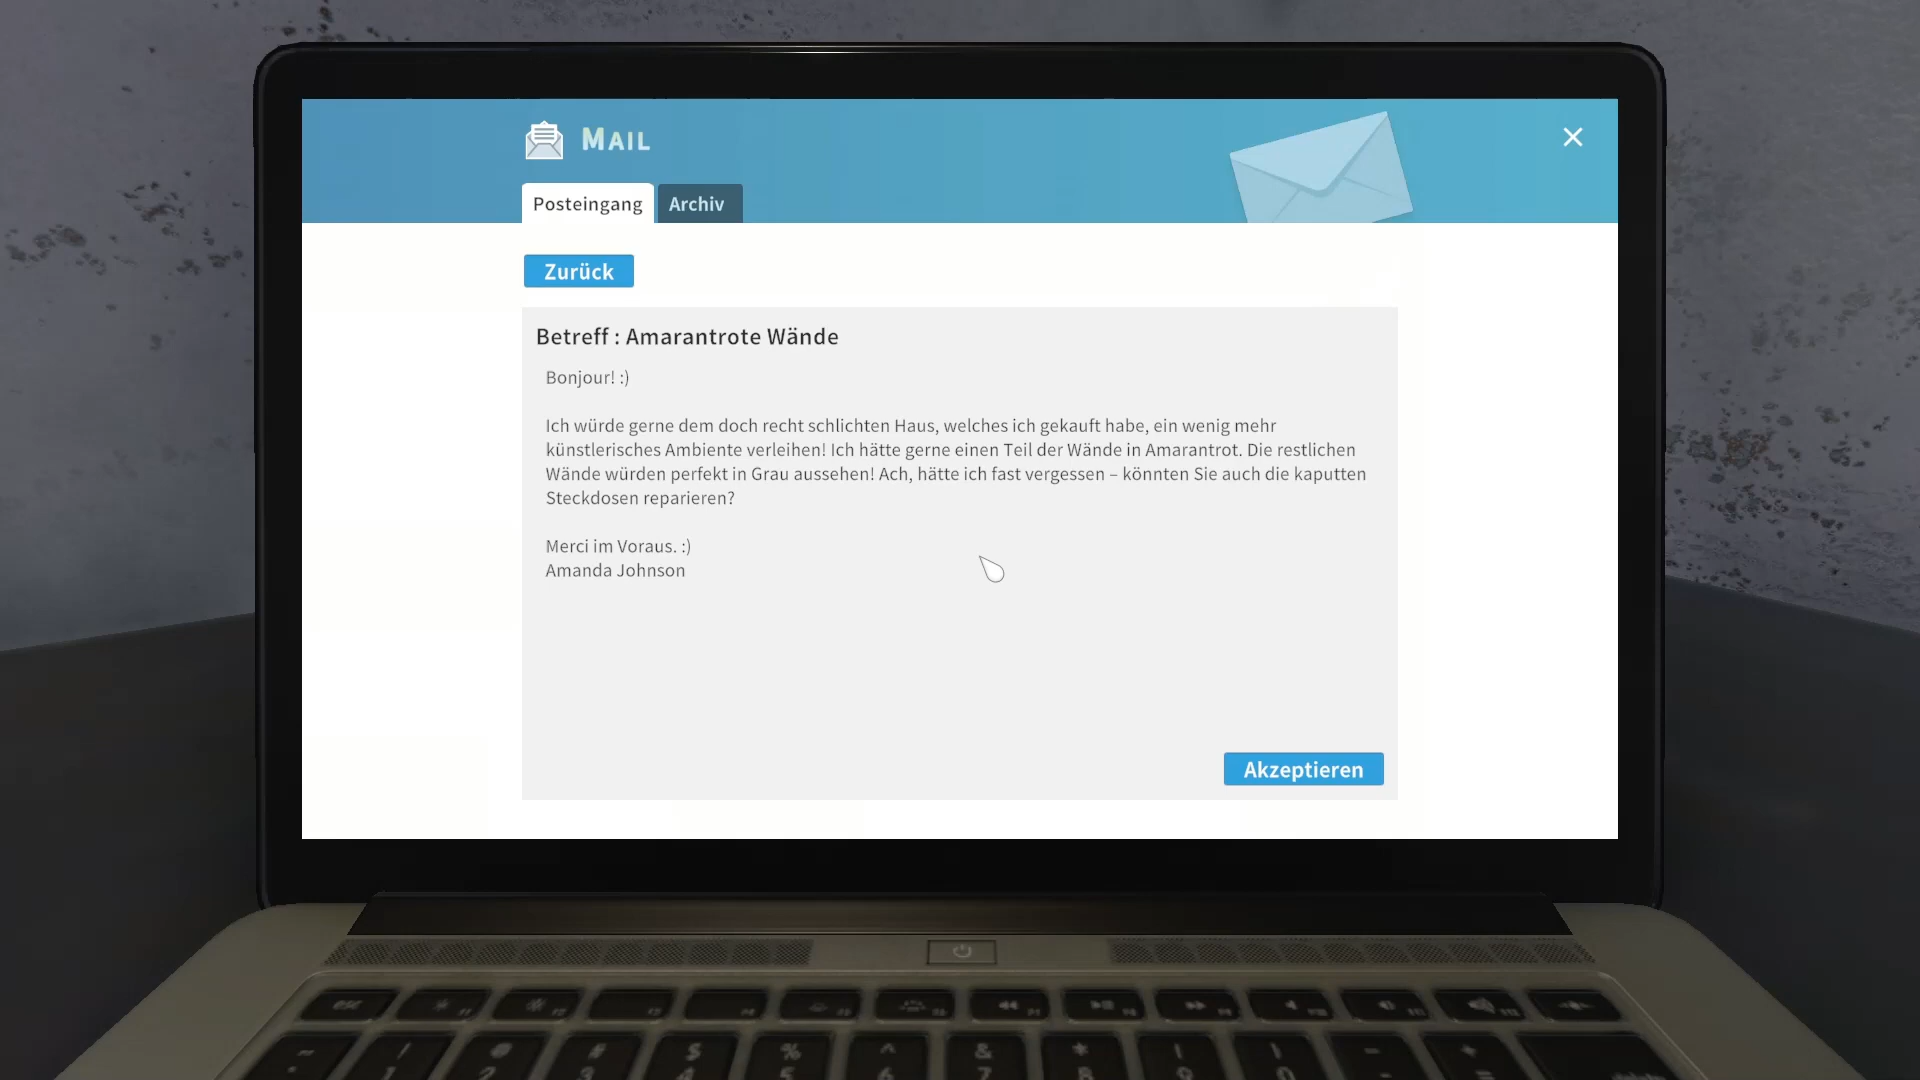 MAIL
Posteingang
Archiv
Zurück
Betreff : Amarantrote Wände
Bonjour! :)
Ich würde gerne dem doch recht schlichten Haus, welches ich gekauft habe, ein wenig mehr
künstlerisches Ambiente verleihen! Ich hätte gerne einen Teil der Wände in Amarantrot. Die restlichen
Wände würden perfekt in Grau aussehen! Ach, hätte ich fast vergessen – könnten Sie auch die kaputten
Steckdosen reparieren?
Merci im Voraus. :)
Amanda Johnson
Akzeptieren
esc